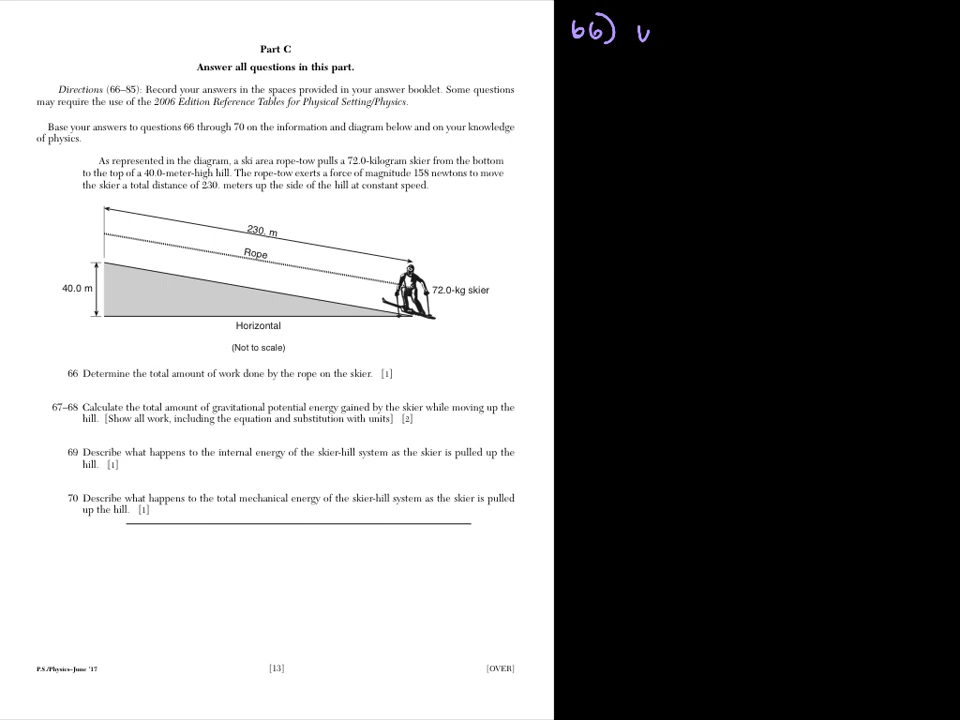 Part C
Answer all questions in this part.
Directions (66–85): Record your answers in the spaces provided in your answer booklet. Some questions
may require the use of the 2006 Edition Reference Tables for Physical Setting/Physics.
Base your answers to questions 66 through 70 on the information and diagram below and on your knowledge
of physics.
As represented in the diagram, a ski area rope-tow pulls a 72.0-kilogram skier from the bottom
to the top of a 40.0-meter-high hill. The rope-tow exerts a force of magnitude 158 newtons to move
the skier a total distance of 230. meters up the side of the hill at constant speed.
230. m
Rope
40.0 m
72.0-kg skier
Horizontal
(Not to scale)
66 Determine the total amount of work done by the rope on the skier. [1]
67–68 Calculate the total amount of gravitational potential energy gained by the skier while moving up the
hill. [Show all work, including the equation and substitution with units] [2]
69 Describe what happens to the internal energy of the skier-hill system as the skier is pulled up the
hill. [1]
70 Describe what happens to the total mechanical energy of the skier-hill system as the skier is pulled
up the hill. [1]
P.S./Physics–June '17
[13]
[OVER]
66)